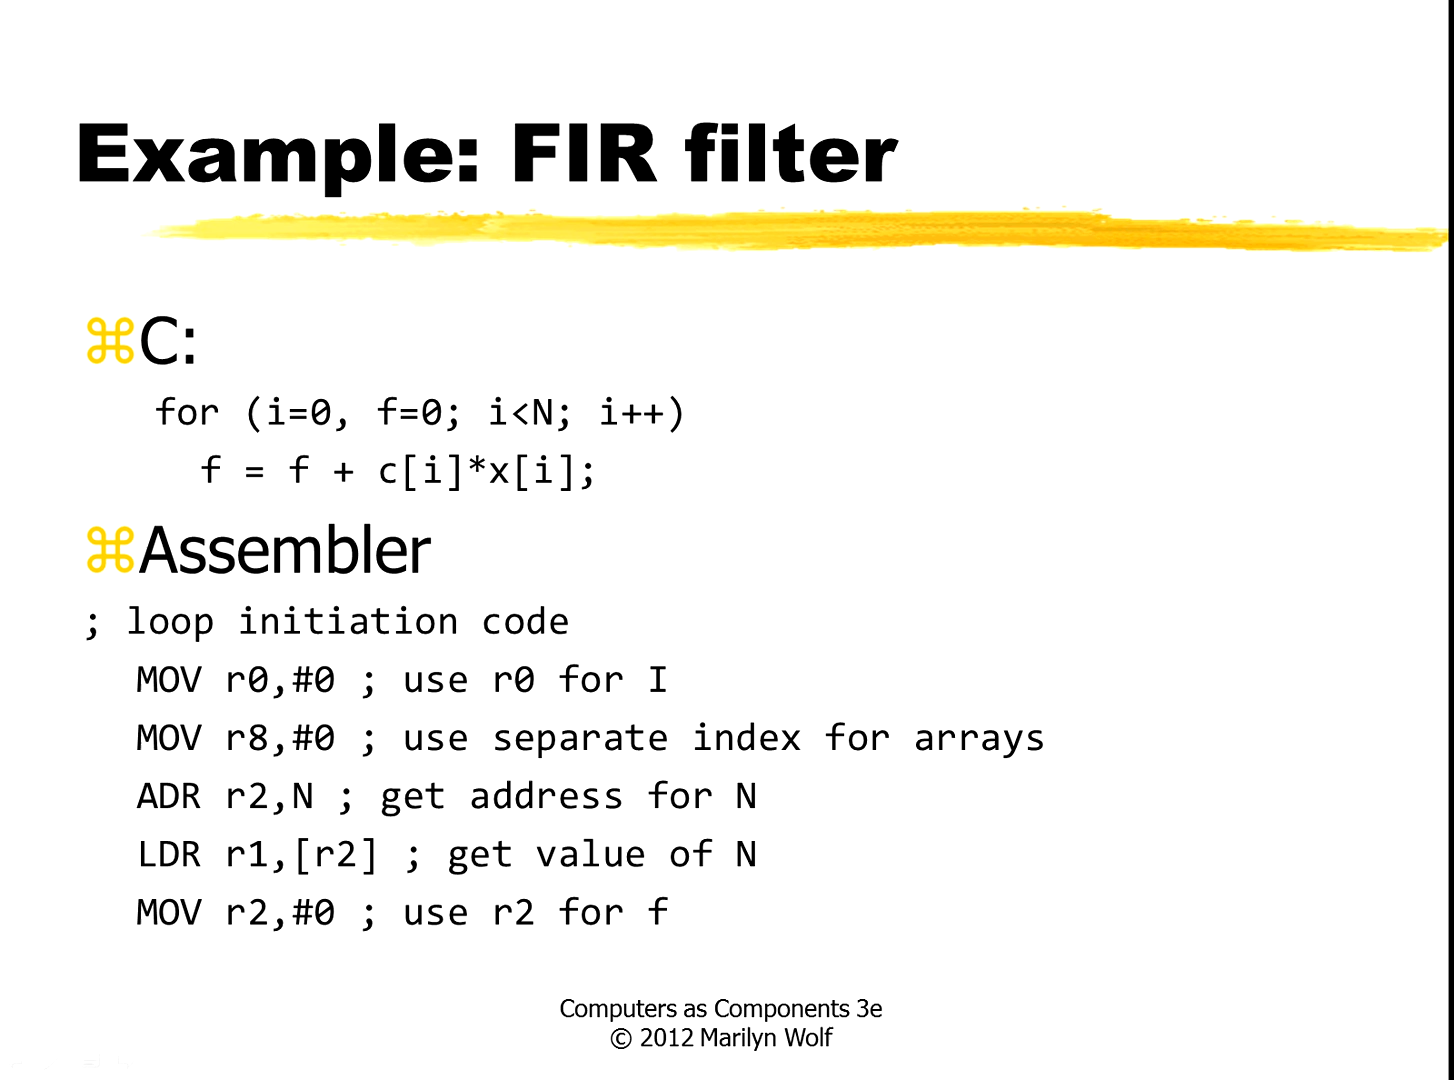 Example: FIR filter
⌘C:
for (i=0, f=0; i<N; i++)
f = f + c[i]*x[i];
⌘Assembler
; loop initiation code
MOV r0,#0 ; use r0 for I
MOV r8,#0 ; use separate index for arrays
ADR r2,N ; get address for N
LDR r1,[r2] ; get value of N
MOV r2,#0 ; use r2 for f
Computers as Components 3e
© 2012 Marilyn Wolf